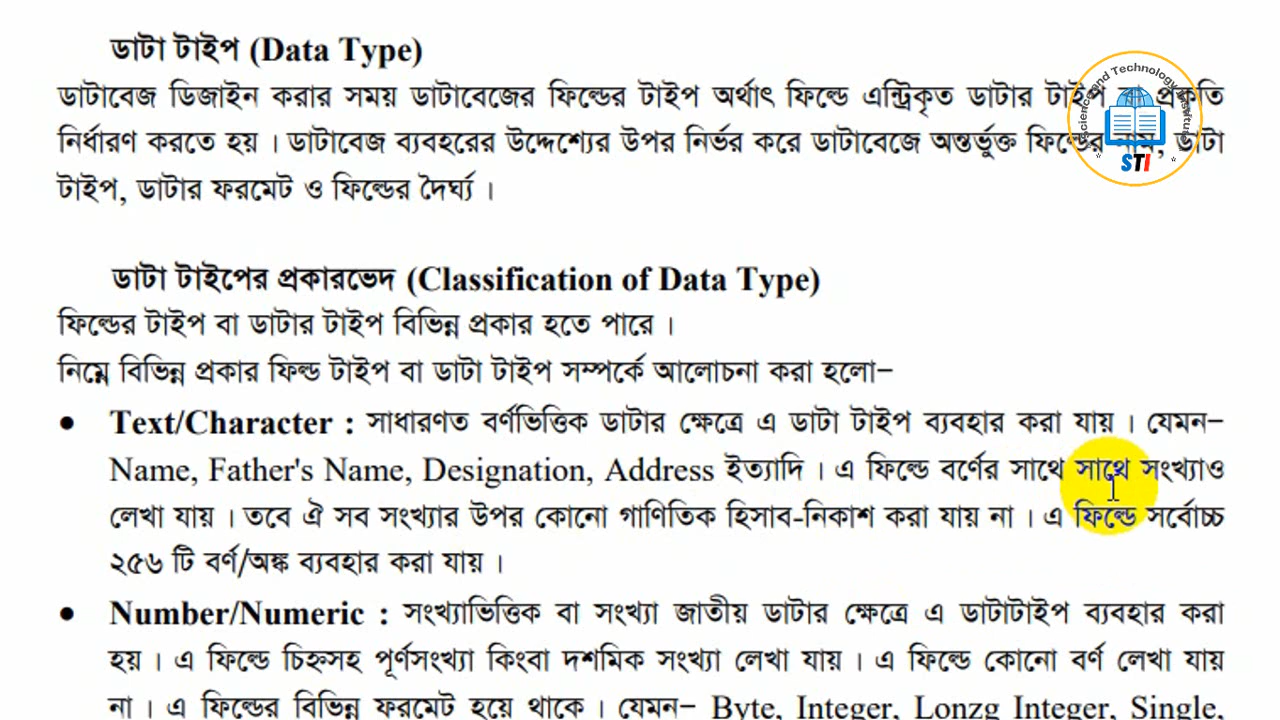 ডাটা টাইপ (Data Type)
ডাটাবেজ ডিজাইন করার সময় ডাটাবেজের ফিল্ডের টাইপ অর্থাৎ ফিল্ডে এন্ট্রিকৃত ডাটার টাইপ প্রকৃতি
নির্ধারণ করতে হয় । ডাটাবেজ ব্যবহরের উদ্দেশ্যের উপর নির্ভর করে ডাটাবেজে অন্তর্ভুক্ত ফিল্ডের নাম, ডাটা
টাইপ, ডাটার ফরমেট ও ফিল্ডের দৈর্ঘ্য ।
Science and Technology Institute
STI
ডাটা টাইপের প্রকারভেদ (Classification of Data Type)
ফিল্ডের টাইপ বা ডাটার টাইপ বিভিন্ন প্রকার হতে পারে ।
নিম্নে বিভিন্ন প্রকার ফিল্ড টাইপ বা ডাটা টাইপ সম্পর্কে আলোচনা করা হলো–
• Text/Character : সাধারণত বর্ণভিত্তিক ডাটার ক্ষেত্রে এ ডাটা টাইপ ব্যবহার করা যায় । যেমন–
Name, Father's Name, Designation, Address ইত্যাদি । এ ফিল্ডে বর্ণের সাথে সাথে সংখ্যাও
লেখা যায় । তবে ঐ সব সংখ্যার উপর কোনো গাণিতিক হিসাব-নিকাশ করা যায় না । এ ফিল্ডে সর্বোচ্চ
২৫৬ টি বর্ণ/অঙ্ক ব্যবহার করা যায় ।
• Number/Numeric : সংখ্যাভিত্তিক বা সংখ্যা জাতীয় ডাটার ক্ষেত্রে এ ডাটাটাইপ ব্যবহার করা
হয় । এ ফিল্ডে চিহ্নসহ পূর্ণসংখ্যা কিংবা দশমিক সংখ্যা লেখা যায় । এ ফিল্ডে কোনো বর্ণ লেখা যায়
না । এ ফিল্ডের বিভিন্ন ফরমেট হয়ে থাকে । যেমন– Byte, Integer, Lonzg Integer, Single,